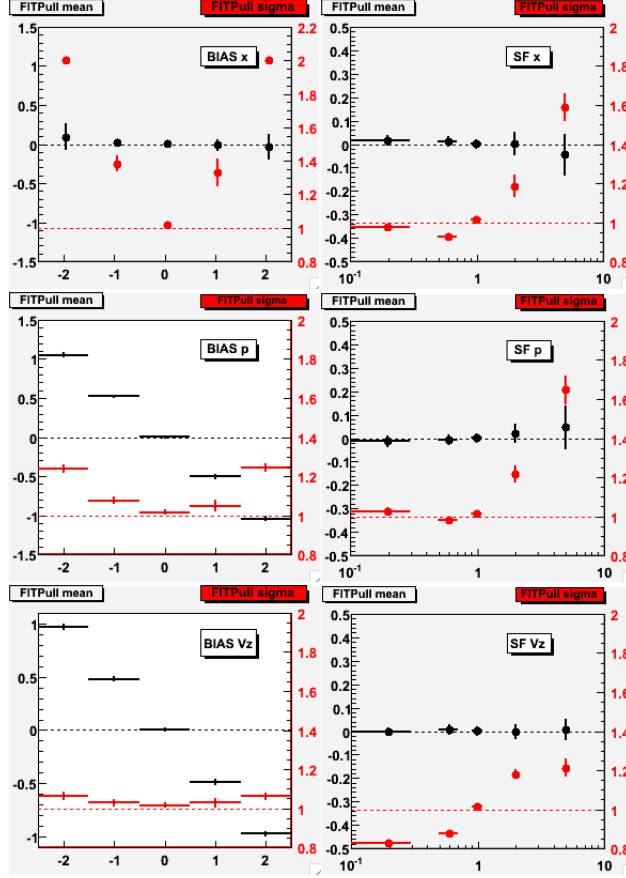 FITPull mean FITPull sigma FITPull mean FITPull sigma
1.5 2.2 0.5 2
BIAS x SF x
1 2 0.4 1.8
0.5 1.8 0.3 1.6
0 1.6 0.2 1.4
-0.5 1.4 0.1 1.2
-1 1.2 0 1
-1.5 1 -0.1 0.8
0.8 -0.2
-0.3
-0.4
-0.5
-2 -1 0 1 2 10-1 1 10
FITPull mean FITPull sigma FITPull mean FITPull sigma
1.5 2 0.5 2
BIAS p SF p
1 1.8 0.4 1.8
0.5 1.6 0.3 1.6
0 1.4 0.2 1.4
-0.5 1.2 0.1 1.2
-1 1 0 1
-1.5 0.8 -0.1 0.8
-0.2
-0.3
-0.4
-0.5
-2 -1 0 1 2 10-1 1 10
FITPull mean FITPull sigma FITPull mean FITPull sigma
1 2 0.5 2
BIAS Vz SF Vz
0.5 1.8 0.4 1.8
0 1.6 0.3 1.6
-0.5 1.4 0.2 1.4
-1 1.2 0.1 1.2
1 0 1
0.8 -0.1 0.8
-0.2
-0.3
-0.4
-0.5
-2 -1 0 1 2 10-1 1 10